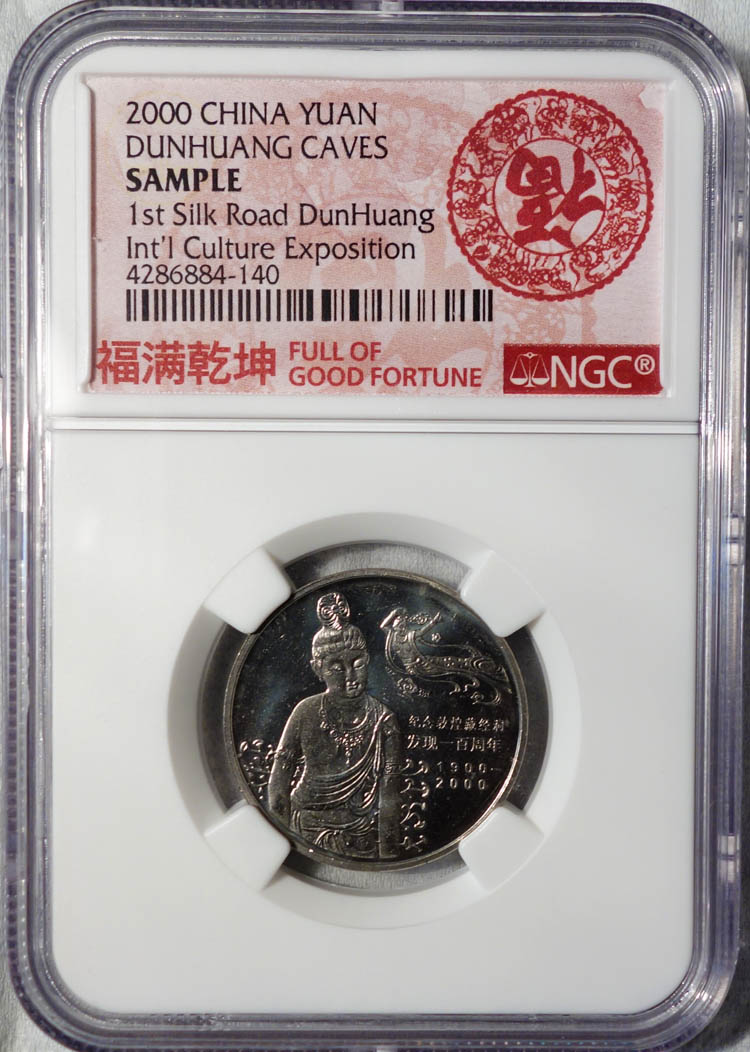 2000 CHINA YUAN
DUNHUANG CAVES
SAMPLE
1st Silk Road DunHuang
Int'l Culture Exposition
4286884-140
福
福满乾坤 FULL OF
GOOD FORTUNE
NGC®
纪念敦煌藏经洞
发现一百周年
1900-
2000